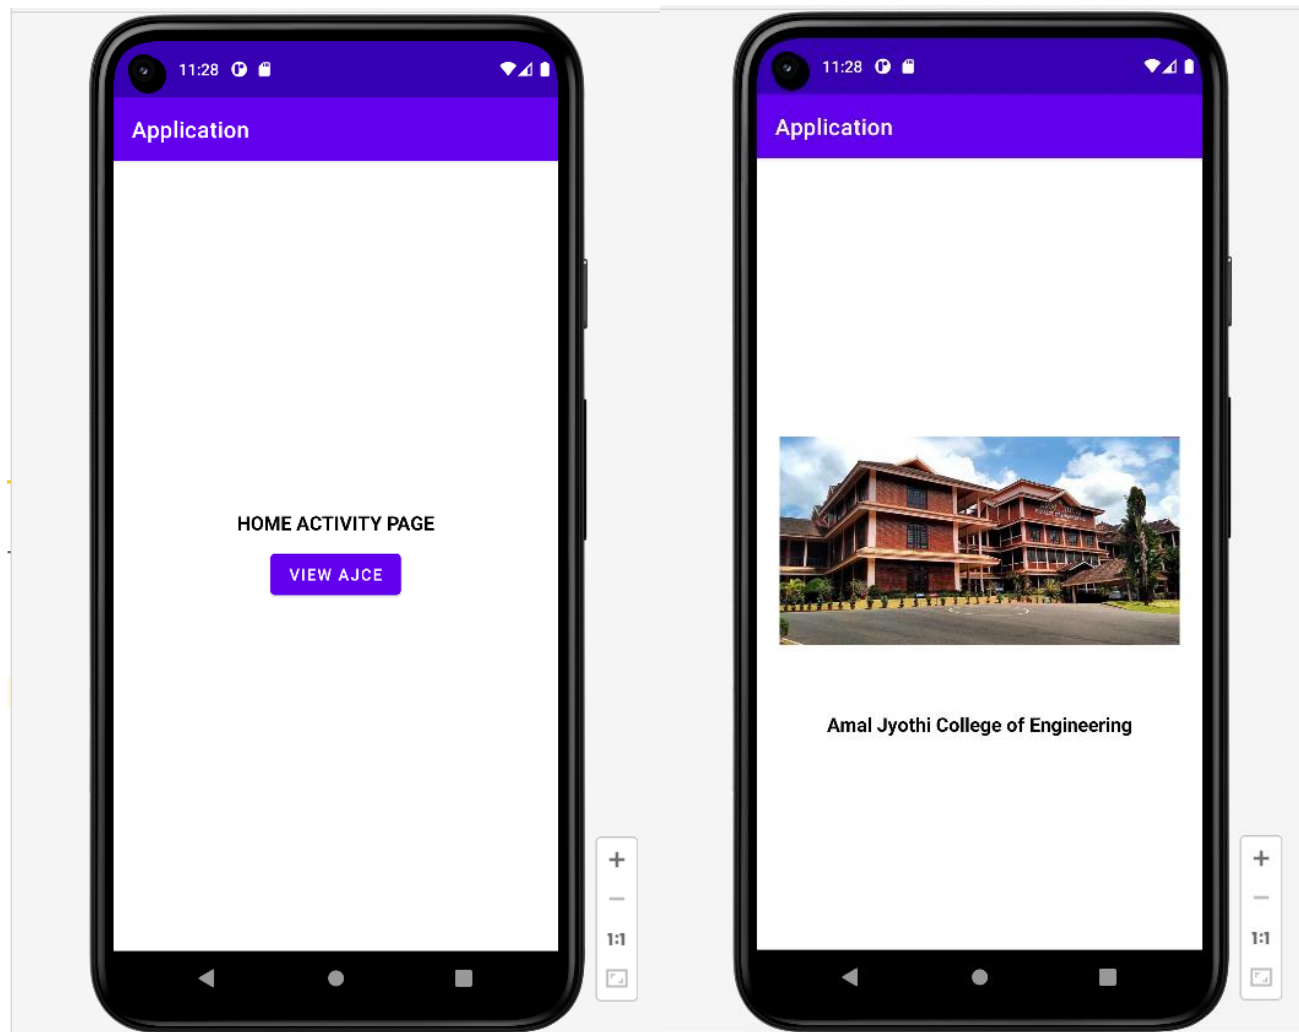 11:28
Application
HOME ACTIVITY PAGE
VIEW AJCE
1:1
11:28
Application
Amal Jyothi College of Engineering
1:1